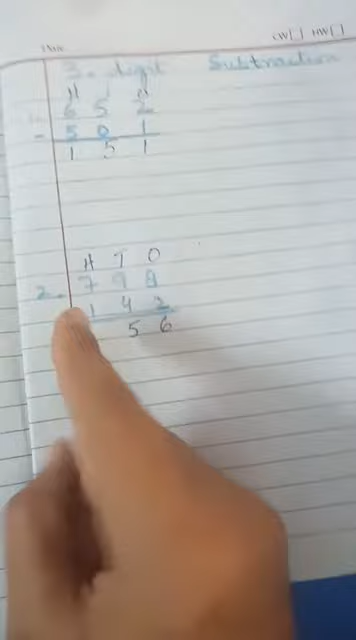 CW HW
3-digit Subtraction
H T O
6 5 2
- 5 0 1
1 5 1
H T O
2. 7 9 8
- 1 4 2
5 6